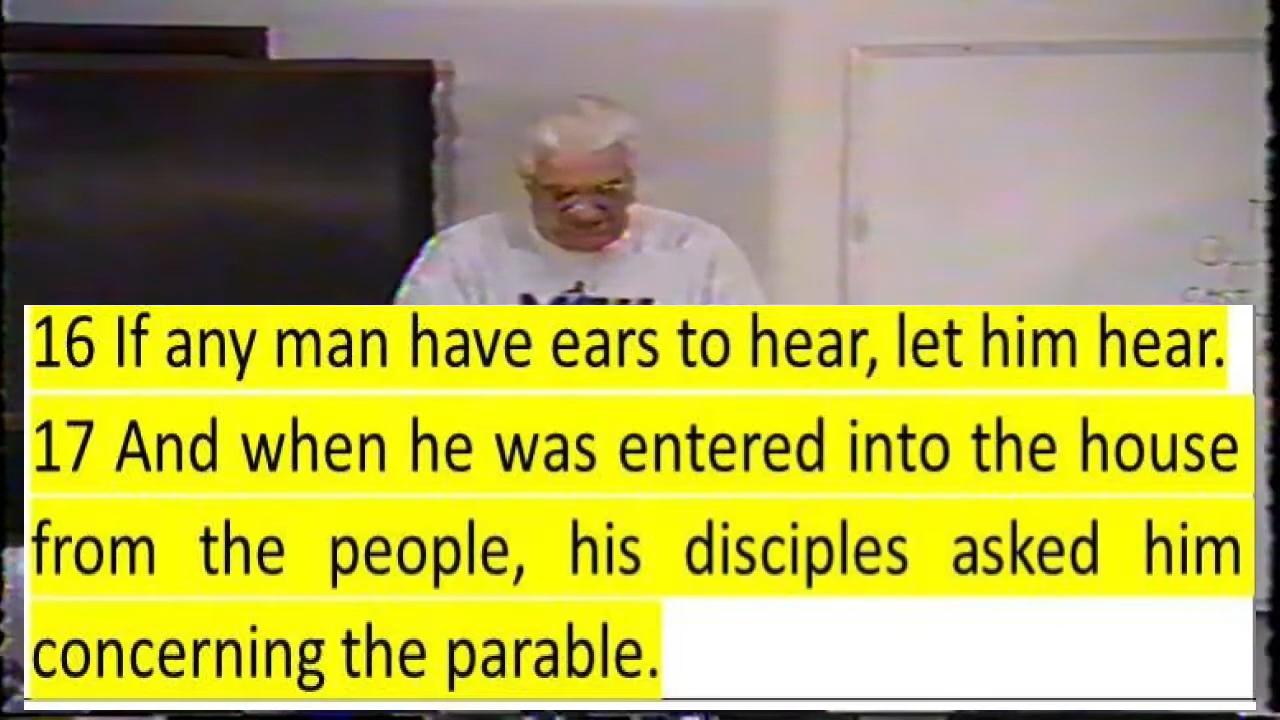 16 If any man have ears to hear, let him hear.
17 And when he was entered into the house
from the people, his disciples asked him
concerning the parable.